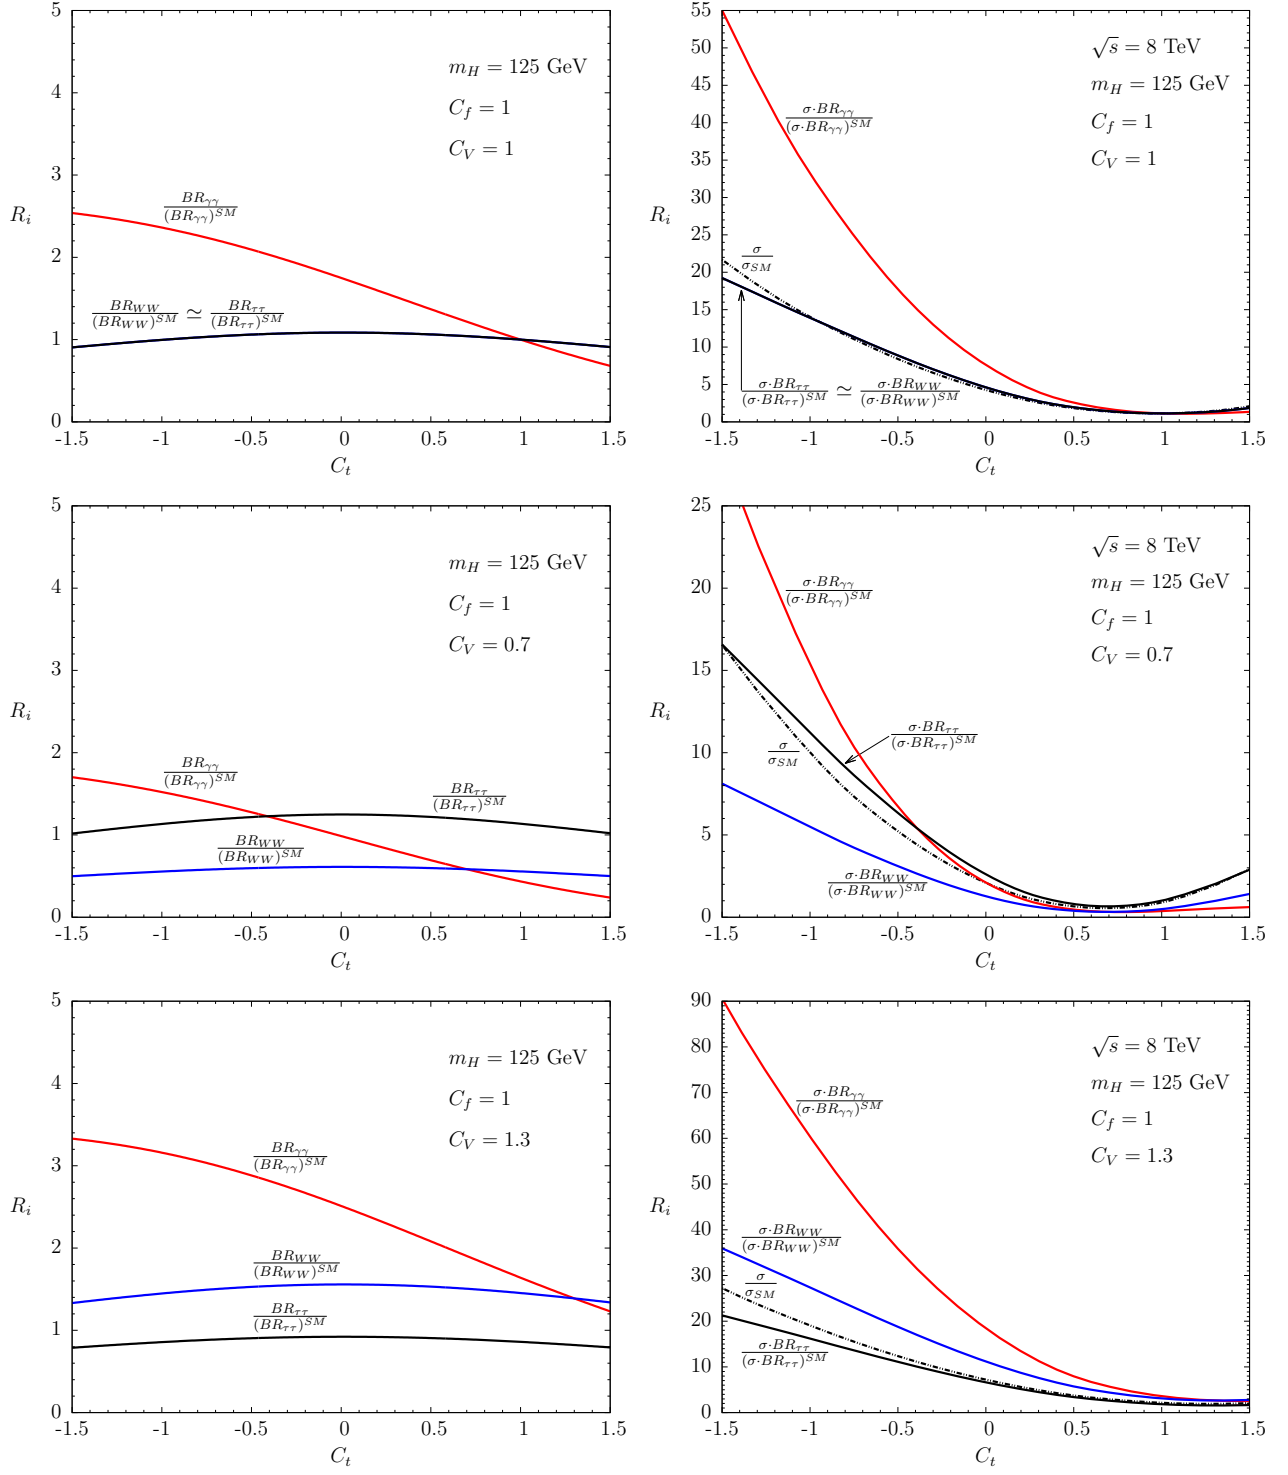 5
4
3
2
1
0
R_i
-1.5
-1
-0.5
0
0.5
1
1.5
C_t
m_H = 125 GeV
C_f = 1
C_V = 1
BR_γγ / (BR_γγ)^SM
BR_WW / (BR_WW)^SM ≃ BR_ττ / (BR_ττ)^SM
55
50
45
40
35
30
25
20
15
10
5
0
R_i
-1.5
-1
-0.5
0
0.5
1
1.5
C_t
√s = 8 TeV
m_H = 125 GeV
C_f = 1
C_V = 1
σ·BR_γγ / (σ·BR_γγ)^SM
σ / σ_SM
σ·BR_ττ / (σ·BR_ττ)^SM ≃ σ·BR_WW / (σ·BR_WW)^SM
5
4
3
2
1
0
R_i
-1.5
-1
-0.5
0
0.5
1
1.5
C_t
m_H = 125 GeV
C_f = 1
C_V = 0.7
BR_γγ / (BR_γγ)^SM
BR_ττ / (BR_ττ)^SM
BR_WW / (BR_WW)^SM
25
20
15
10
5
0
R_i
-1.5
-1
-0.5
0
0.5
1
1.5
C_t
√s = 8 TeV
m_H = 125 GeV
C_f = 1
C_V = 0.7
σ·BR_γγ / (σ·BR_γγ)^SM
σ·BR_ττ / (σ·BR_ττ)^SM
σ / σ_SM
σ·BR_WW / (σ·BR_WW)^SM
5
4
3
2
1
0
R_i
-1.5
-1
-0.5
0
0.5
1
1.5
C_t
m_H = 125 GeV
C_f = 1
C_V = 1.3
BR_γγ / (BR_γγ)^SM
BR_WW / (BR_WW)^SM
BR_ττ / (BR_ττ)^SM
90
80
70
60
50
40
30
20
10
0
R_i
-1.5
-1
-0.5
0
0.5
1
1.5
C_t
√s = 8 TeV
m_H = 125 GeV
C_f = 1
C_V = 1.3
σ·BR_γγ / (σ·BR_γγ)^SM
σ·BR_WW / (σ·BR_WW)^SM
σ / σ_SM
σ·BR_ττ / (σ·BR_ττ)^SM